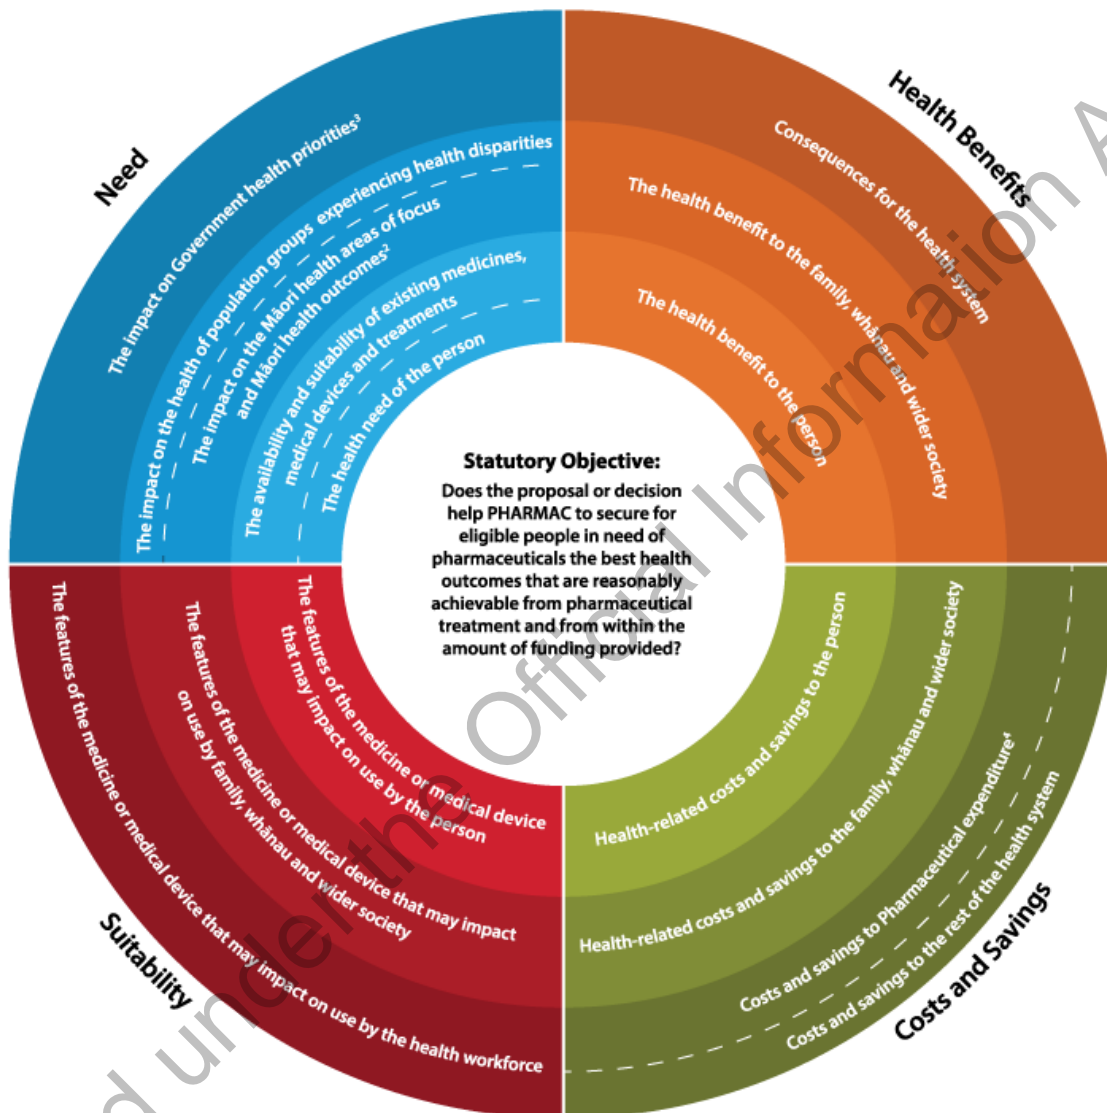 Need
The impact on Government health priorities³
The impact on the health of population groups experiencing health disparities
The impact on the Māori health areas of focus
and Māori health outcomes²
The availability and suitability of existing medicines,
medical devices and treatments
The health need of the person
Health Benefits
Consequences for the health system
The health benefit to the family, whānau and wider society
The health benefit to the person
Statutory Objective:
Does the proposal or decision
help PHARMAC to secure for
eligible people in need of
pharmaceuticals the best health
outcomes that are reasonably
achievable from pharmaceutical
treatment and from within the
amount of funding provided?
Suitability
The features of the medicine or medical device
that may impact on use by the person
The features of the medicine or medical device that may impact
on use by family, whānau and wider society
The features of the medicine or medical device that may impact on use by the health workforce
Costs and Savings
Health-related costs and savings to the person
Health-related costs and savings to the family, whānau and wider society
Costs and savings to Pharmaceutical expenditure⁴
Costs and savings to the rest of the health system
d under the Official Information A